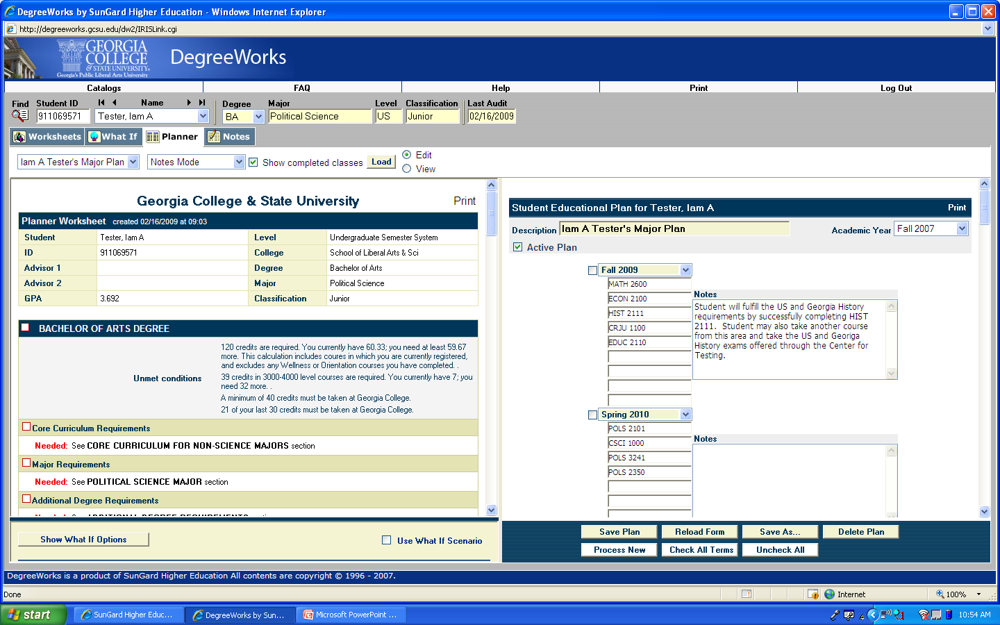 DegreeWorks by SunGard Higher Education - Windows Internet Explorer
http://degreeworks.gcsu.edu/dw2/IRISLink.cgi
GEORGIA
COLLEGE
& STATE UNIVERSITY
Georgia's Public Liberal Arts University
DegreeWorks
Catalogs FAQ Help Print Log Out
Find Student ID Name Degree Major Level Classification Last Audit
911069571 Tester, Iam A BA Political Science US Junior 02/16/2009
Worksheets What If Planner Notes
Iam A Tester's Major Plan Notes Mode Show completed classes Load Edit
View
Georgia College & State University Print
Planner Worksheet created 02/16/2009 at 09:03
Student Tester, Iam A Level Undergraduate Semester System
ID 911069571 College School of Liberal Arts & Sci
Advisor 1 Degree Bachelor of Arts
Advisor 2 Major Political Science
GPA 3.692 Classification Junior
BACHELOR OF ARTS DEGREE
Unmet conditions
120 credits are required. You currently have 60.33; you need at least 59.67
more. This calculation includes coures in which you are currently registered,
and excludes any Wellness or Orientation courses you have completed. .
39 credits in 3000-4000 level courses are required. You currently have 7; you
need 32 more. .
A minimum of 40 credits must be taken at Georgia College.
21 of your last 30 credits must be taken at Georgia College.
Core Curriculum Requirements
Needed: See CORE CURRICULUM FOR NON-SCIENCE MAJORS section
Major Requirements
Needed: See POLITICAL SCIENCE MAJOR section
Additional Degree Requirements
Show What If Options Use What If Scenario
Student Educational Plan for Tester, Iam A Print
Description Iam A Tester's Major Plan Academic Year Fall 2007
Active Plan
Fall 2009
MATH 2600
ECON 2100
HIST 2111
CRJU 1100
EDUC 2110
Notes
Student will fulfill the US and Georgia History
requirements by successfully completing HIST
2111. Student may also take another course
from this area and take the US and Georiga
History exams offered through the Center for
Testing.
Spring 2010
POLS 2101
CSCI 1000
POLS 3241
POLS 2350
Notes
Save Plan Reload Form Save As... Delete Plan
Process New Check All Terms Uncheck All
DegreeWorks is a product of SunGard Higher Education All contents are copyright © 1996 - 2007.
Done Internet 100%
start SunGard Higher Educ... DegreeWorks by Sun... Microsoft PowerPoint ... 10:54 AM